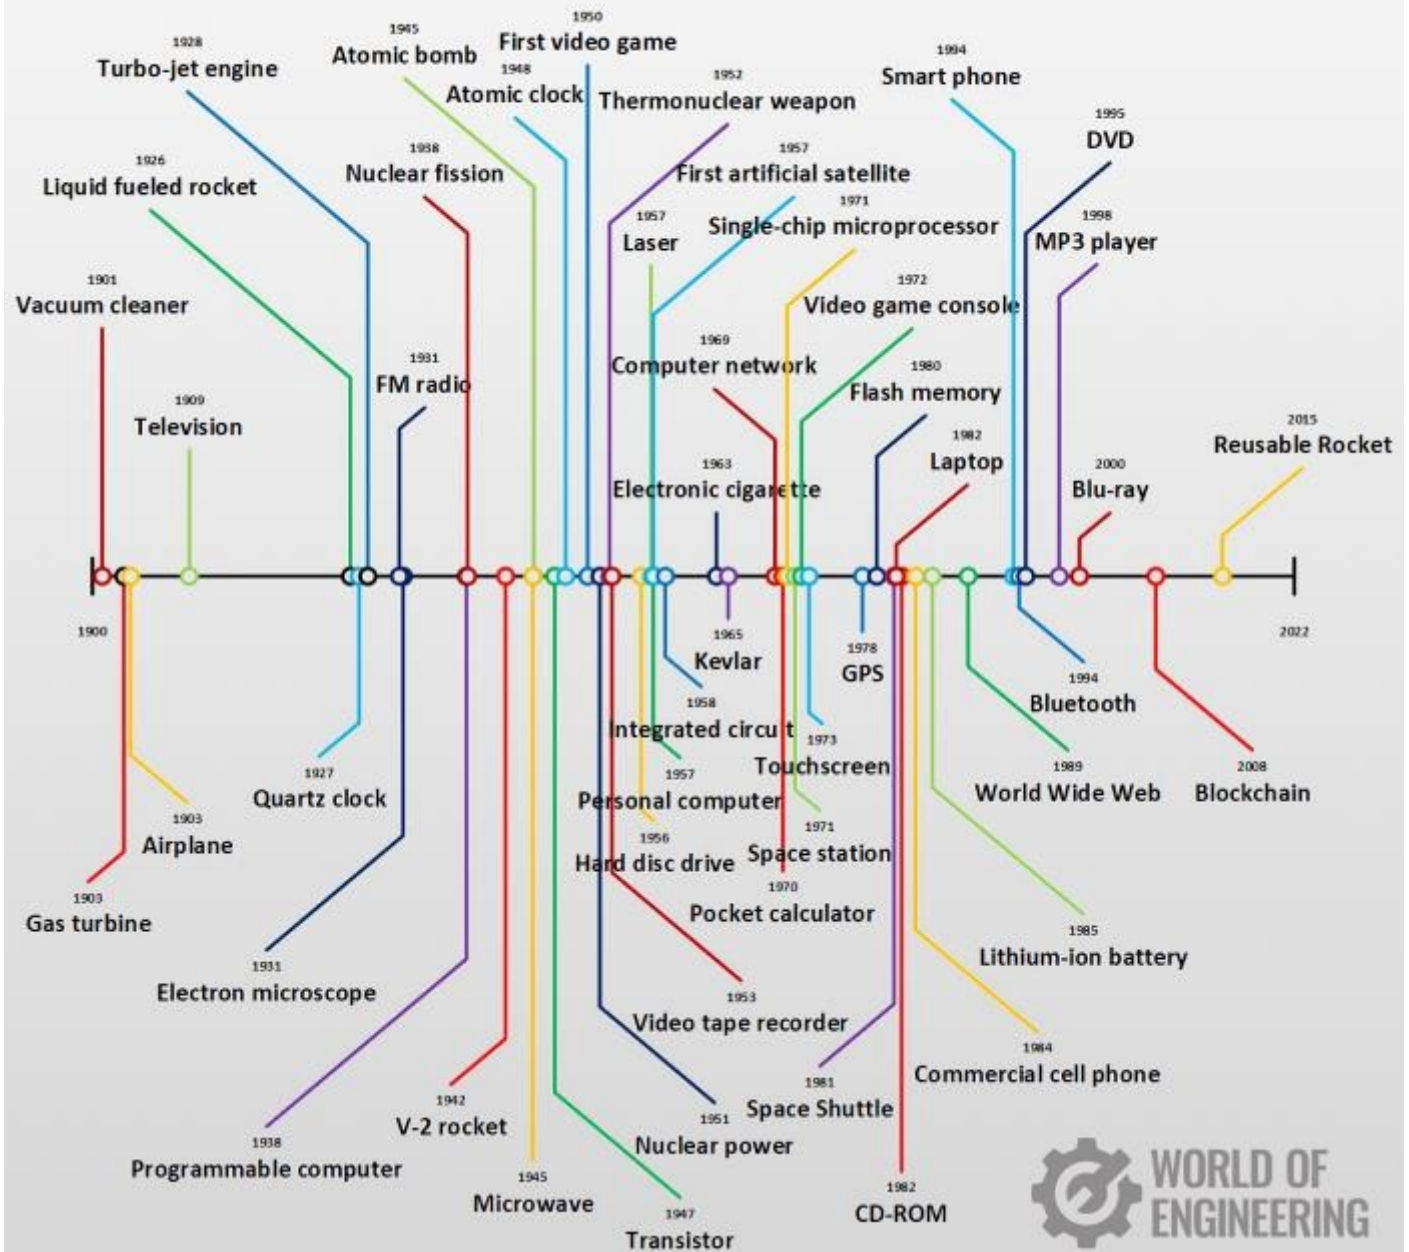 1950
First video game
1945
Atomic bomb
1928
Turbo-jet engine
1948
Atomic clock
1994
Smart phone
1952
Thermonuclear weapon
1995
DVD
1926
Liquid fueled rocket
1938
Nuclear fission
1957
First artificial satellite
1971
Single-chip microprocessor
1957
Laser
1998
MP3 player
1901
Vacuum cleaner
1972
Video game console
1969
Computer network
1931
FM radio
1980
Flash memory
1909
Television
2015
Reusable Rocket
1982
Laptop
1963
Electronic cigarette
2000
Blu-ray
1900
2022
1965
Kevlar
1978
GPS
1994
Bluetooth
1958
Integrated circuit
1973
Touchscreen
1927
Quartz clock
1957
Personal computer
1989
World Wide Web
2008
Blockchain
1903
Airplane
1956
Hard disc drive
1971
Space station
1903
Gas turbine
1970
Pocket calculator
1985
Lithium-ion battery
1931
Electron microscope
1953
Video tape recorder
1984
Commercial cell phone
1981
Space Shuttle
1942
V-2 rocket
1951
Nuclear power
1938
Programmable computer
1945
Microwave
1982
CD-ROM
1947
Transistor
WORLD OF
ENGINEERING